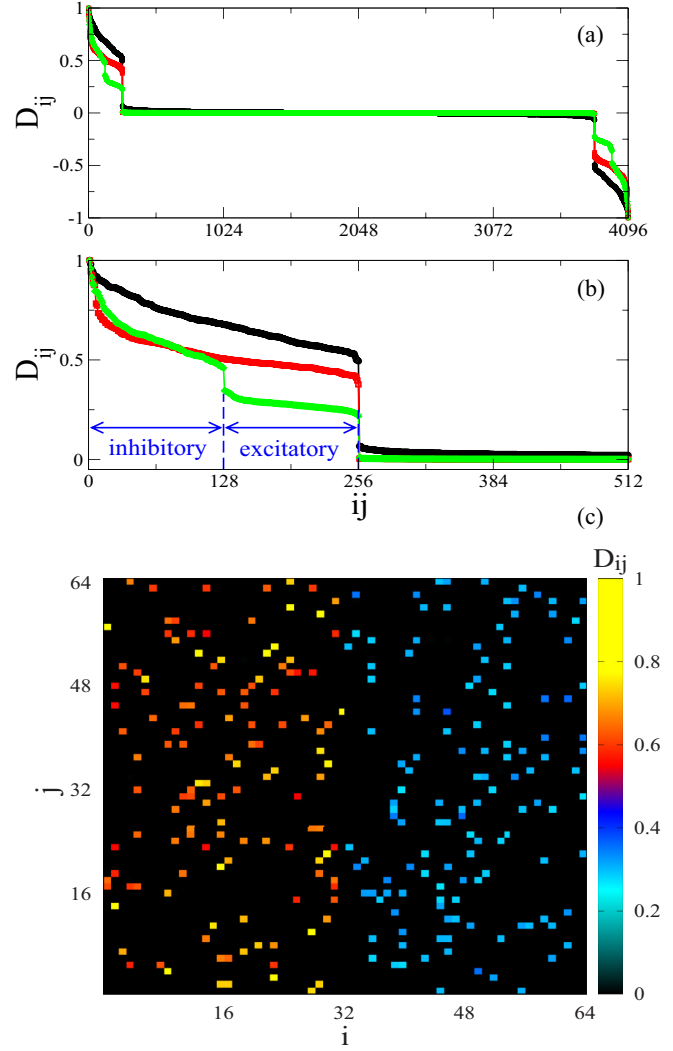 1
(a)
0.5
D_ij
0
-0.5
-1
0 1024 2048 3072 4096
1
(b)
D_ij
0.5
inhibitory excitatory
0
0 128 256 384 512
ij
(c)
D_ij
64 1
0.8
48
0.6
j
32
0.4
16
0.2
0
16 32 48 64
i